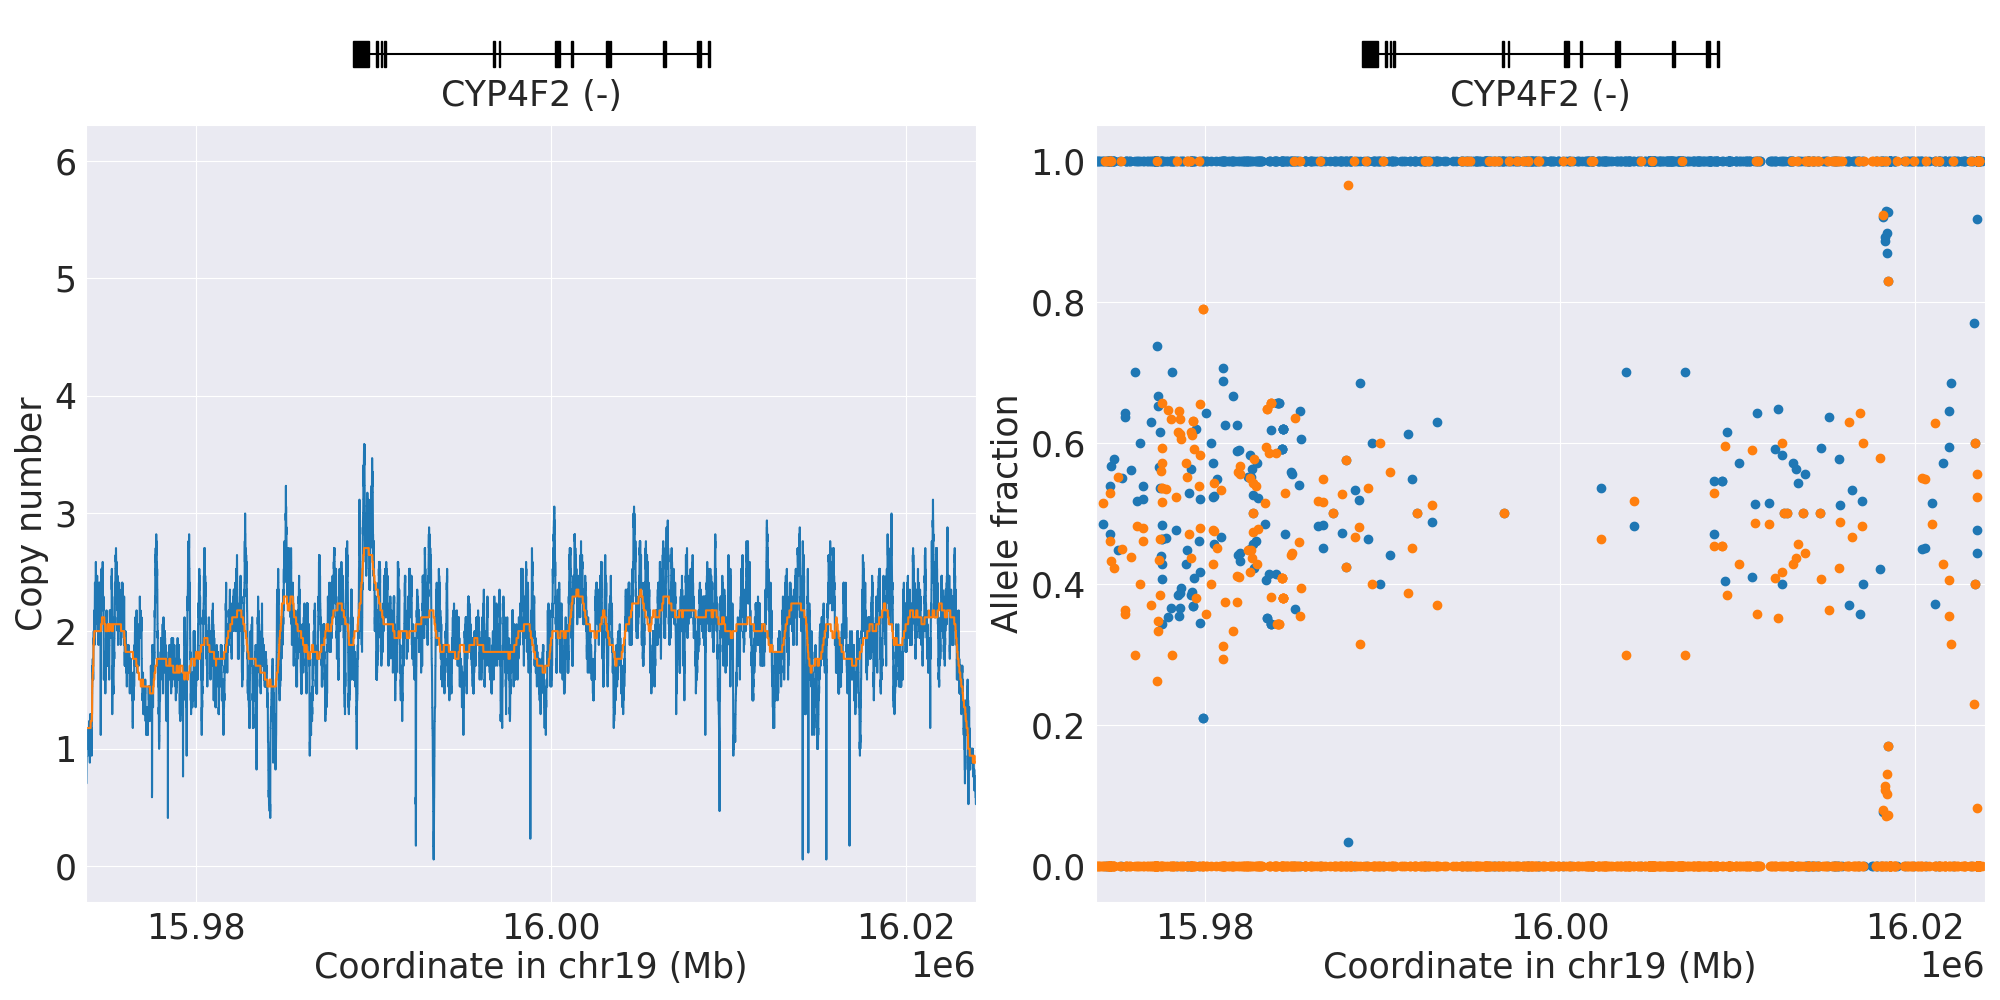 CYP4F2 (-)
Copy number
6
5
4
3
2
1
0
15.98
16.00
16.02
Coordinate in chr19 (Mb)
1e6
CYP4F2 (-)
Allele fraction
1.0
0.8
0.6
0.4
0.2
0.0
15.98
16.00
16.02
Coordinate in chr19 (Mb)
1e6